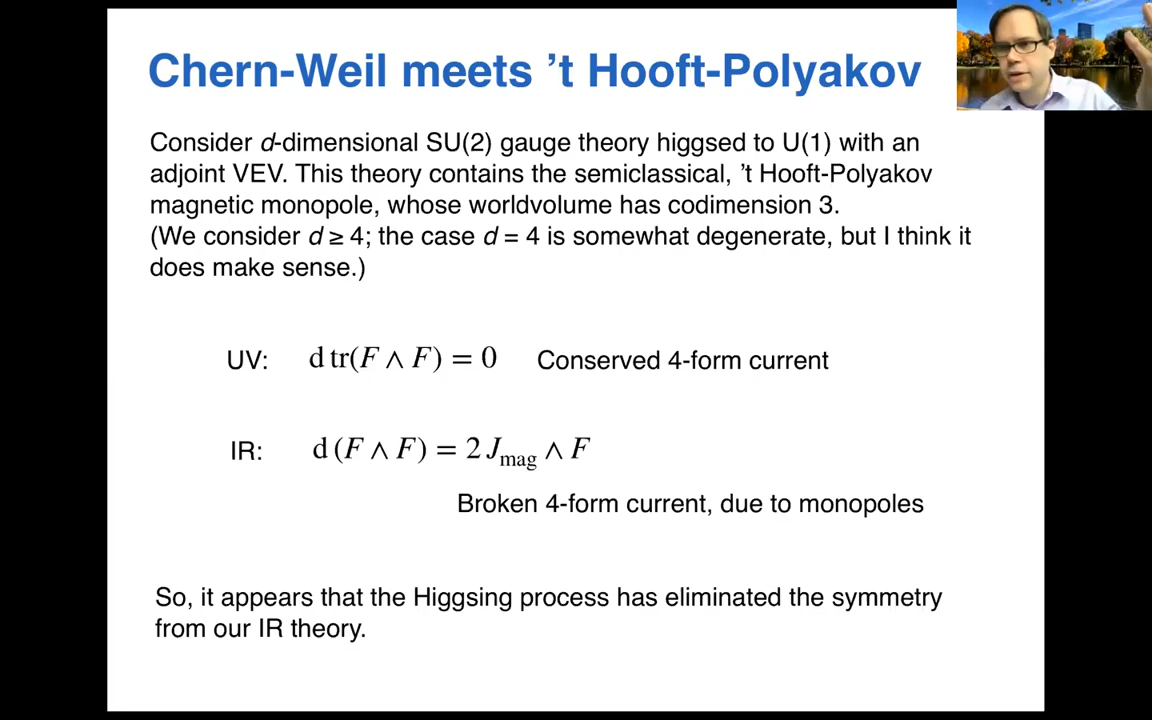 Chern-Weil meets ’t Hooft-Polyakov
Consider d-dimensional SU(2) gauge theory higgsed to U(1) with an
adjoint VEV. This theory contains the semiclassical, ’t Hooft-Polyakov
magnetic monopole, whose worldvolume has codimension 3.
(We consider d ≥ 4; the case d = 4 is somewhat degenerate, but I think it
does make sense.)
UV: d tr(F ∧ F) = 0 Conserved 4-form current
IR: d (F ∧ F) = 2 J_mag ∧ F
Broken 4-form current, due to monopoles
So, it appears that the Higgsing process has eliminated the symmetry
from our IR theory.